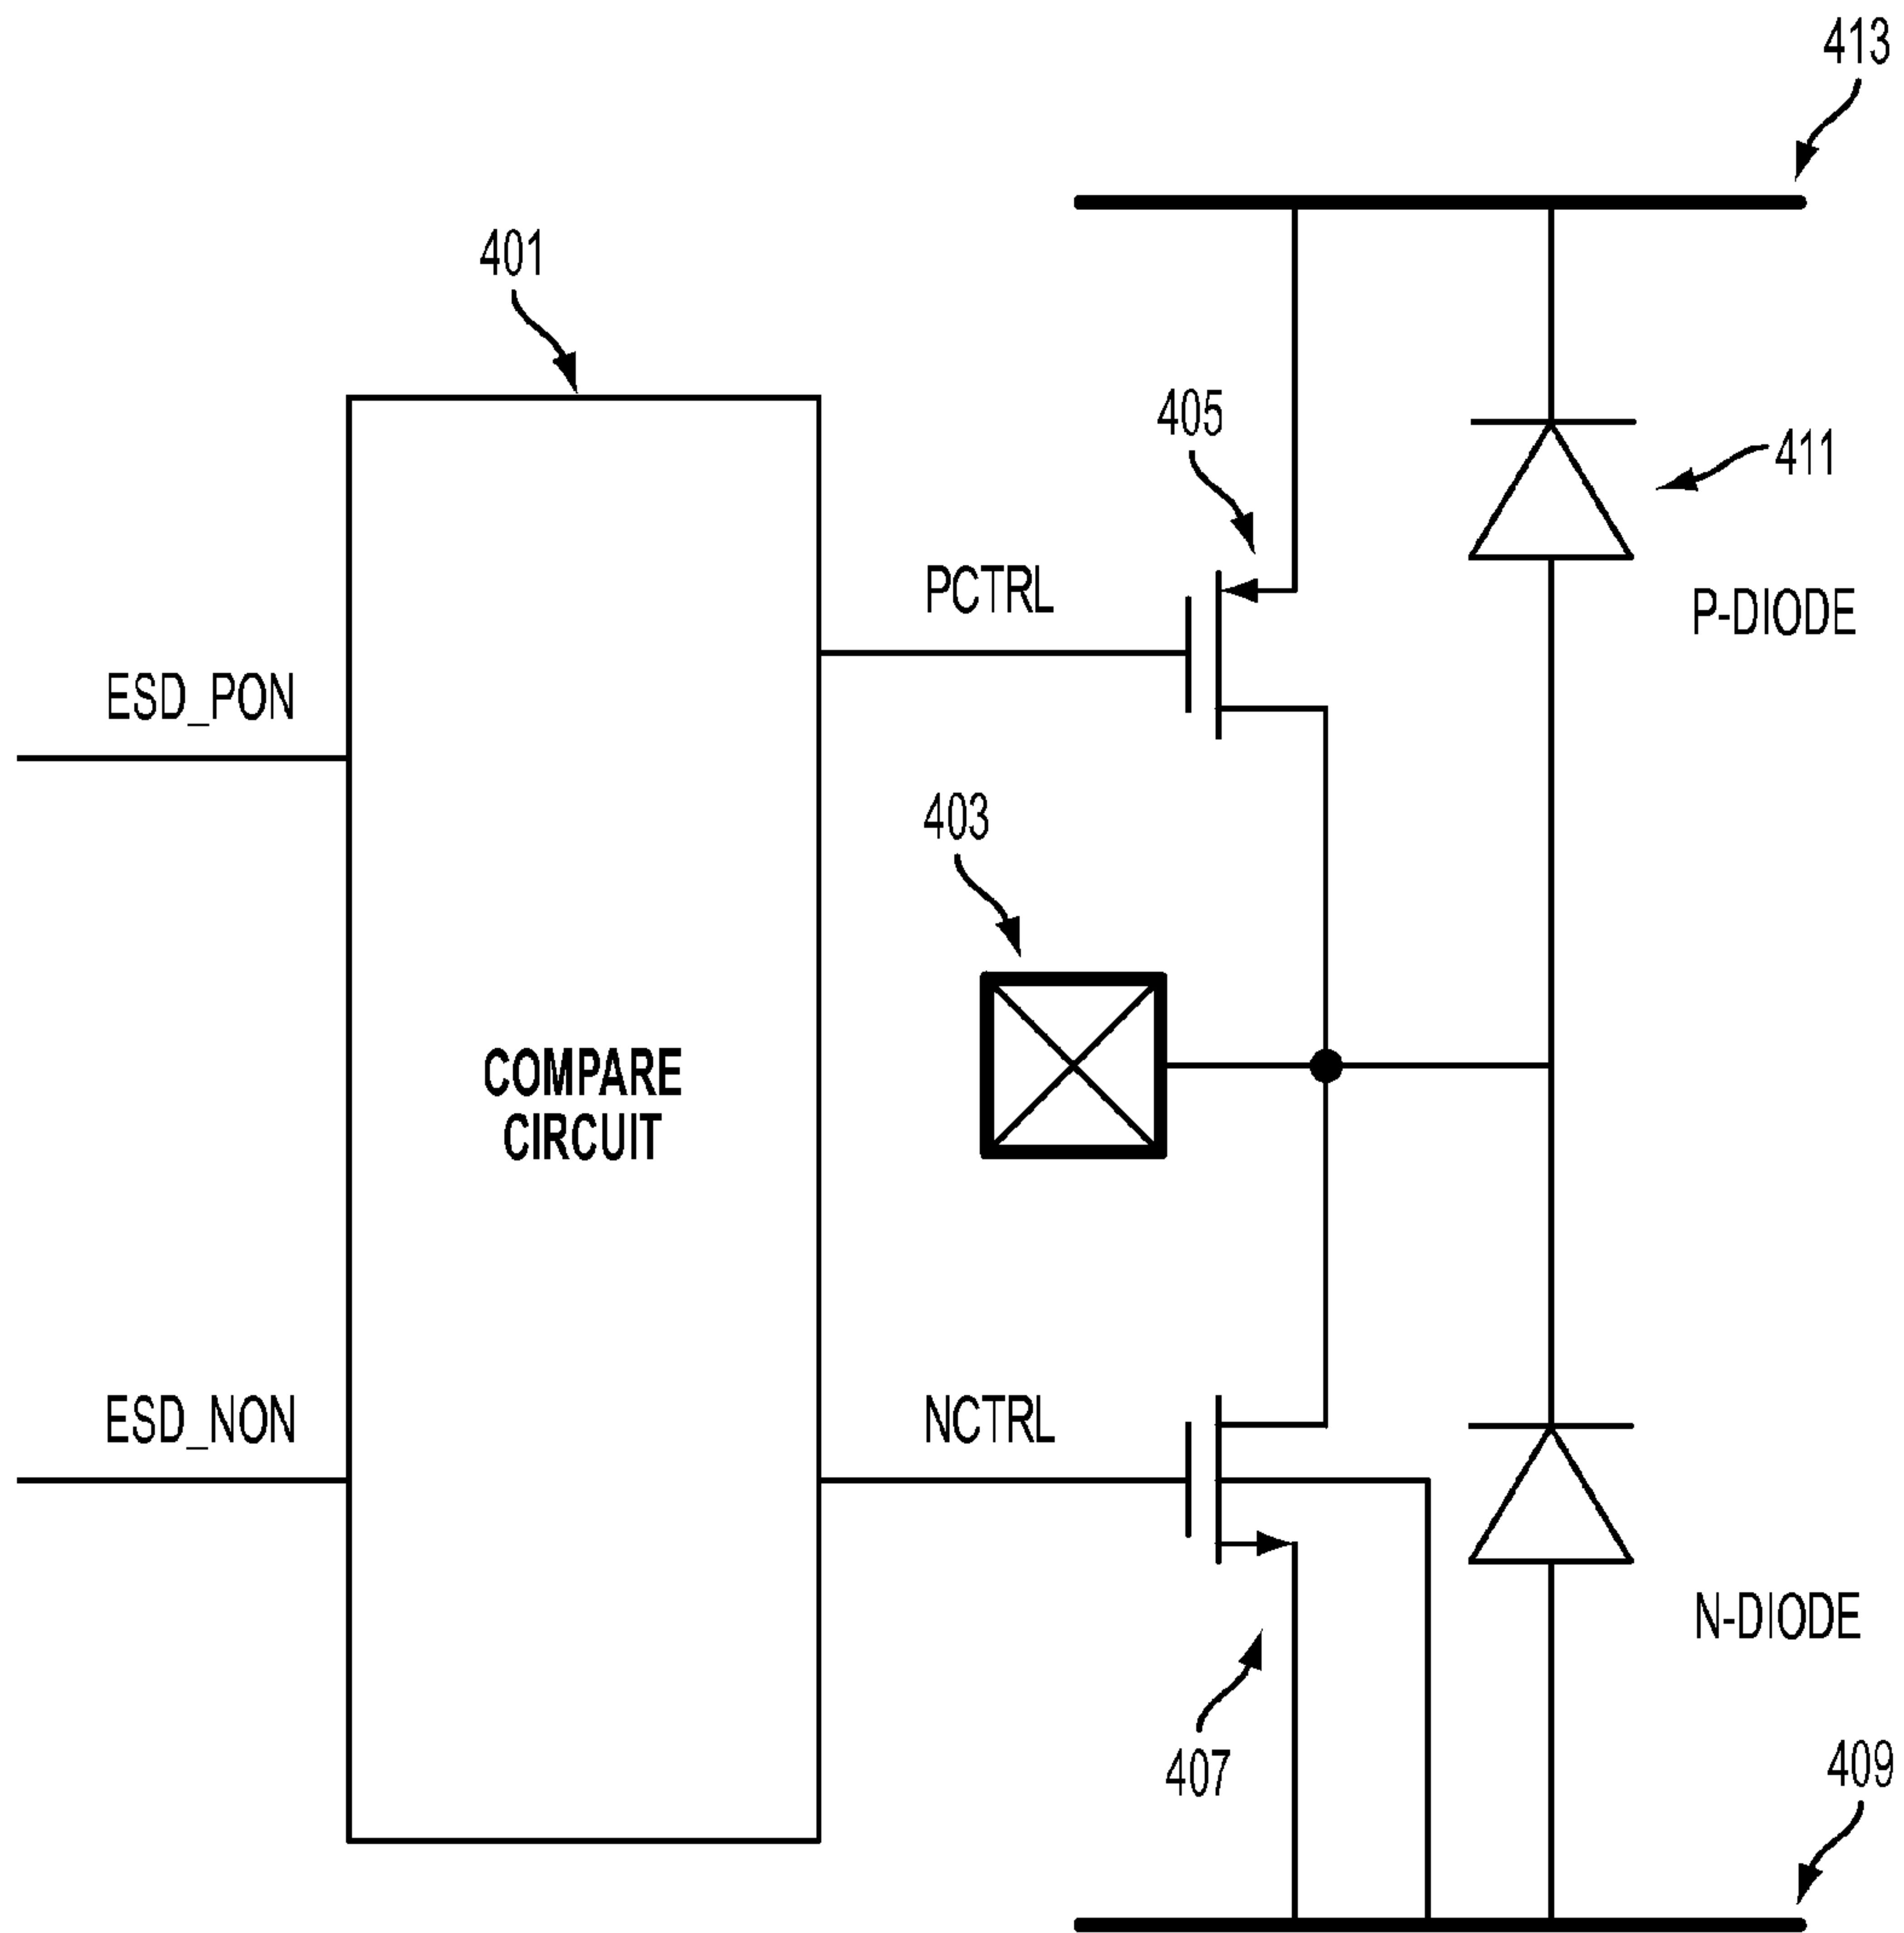 413
401
405
411
PCTRL
P-DIODE
ESD_PON
403
COMPARE
CIRCUIT
ESD_NON
NCTRL
N-DIODE
407
409